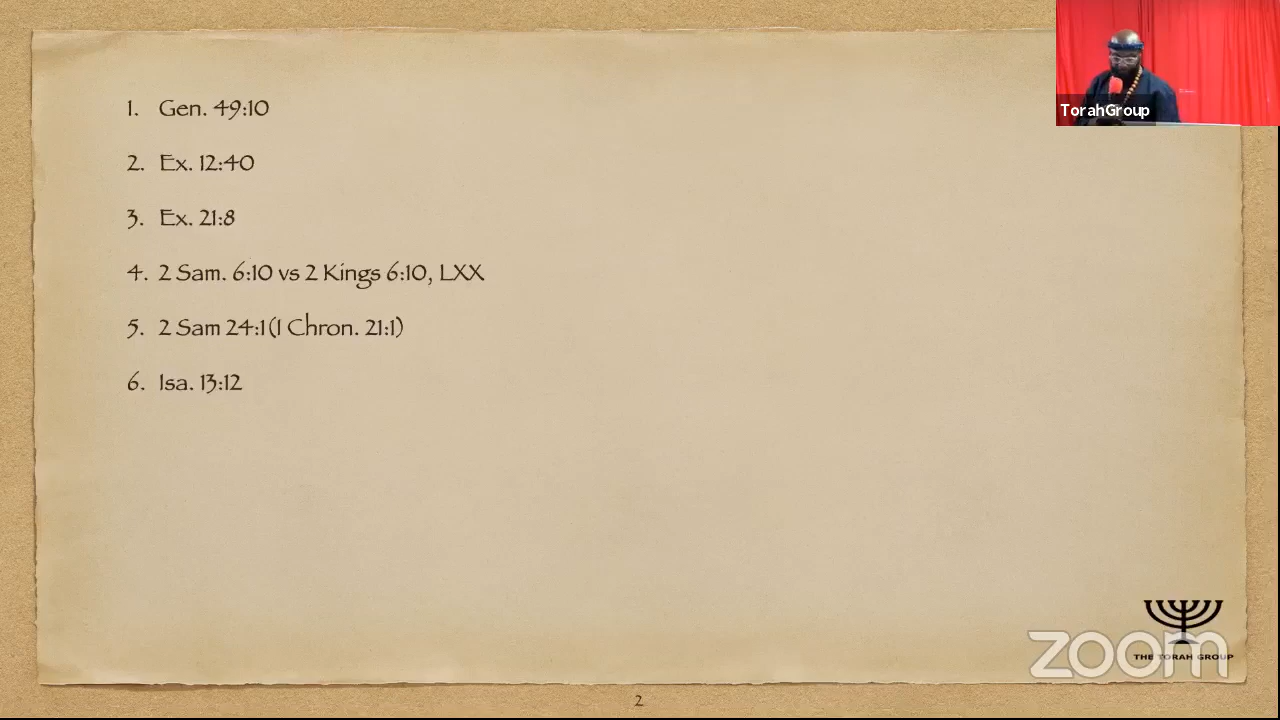 TorahGroup
1. Gen. 49:10
2. Ex. 12:40
3. Ex. 21:8
4. 2 Sam. 6:10 vs 2 Kings 6:10, LXX
5. 2 Sam 24:1(1 Chron. 21:1)
6. Isa. 13:12
zoom
THE TORAH GROUP
2